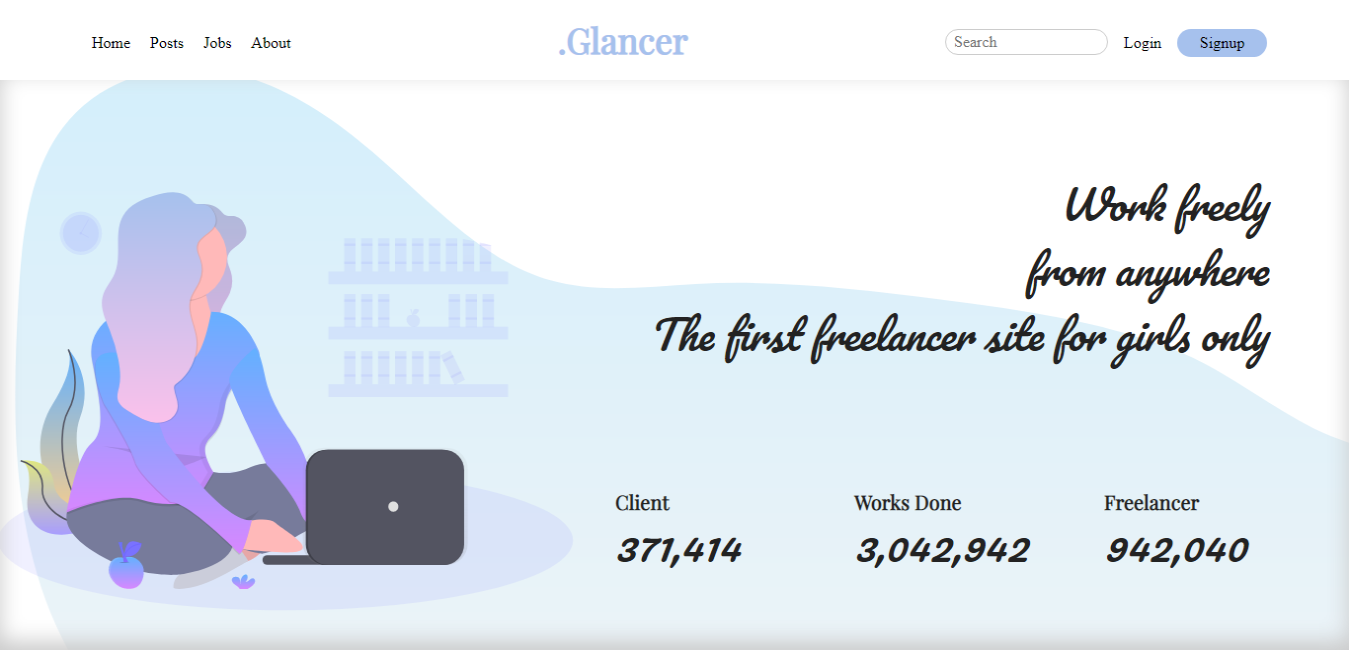 Home Posts Jobs About .Glancer Search Login Signup
Work freely
from anywhere
The first freelancer site for girls only
Client Works Done Freelancer
371,414 3,042,942 942,040